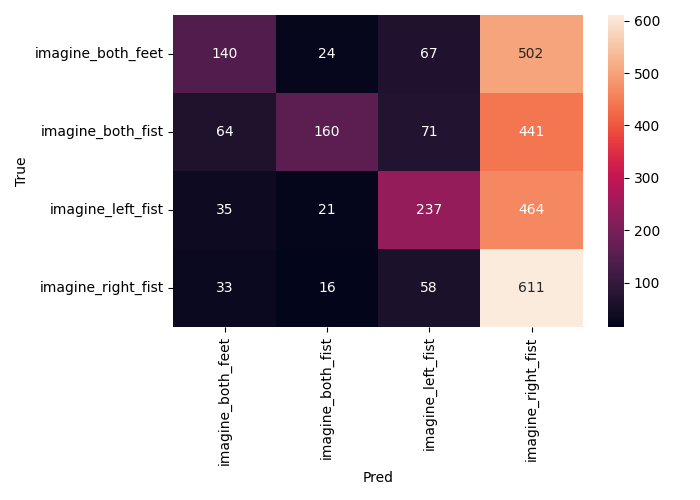 imagine_both_feet 140 24 67 502
imagine_both_fist 64 160 71 441
imagine_left_fist 35 21 237 464
imagine_right_fist 33 16 58 611
True
imagine_both_feet
imagine_both_fist
imagine_left_fist
imagine_right_fist
Pred
600
500
400
300
200
100